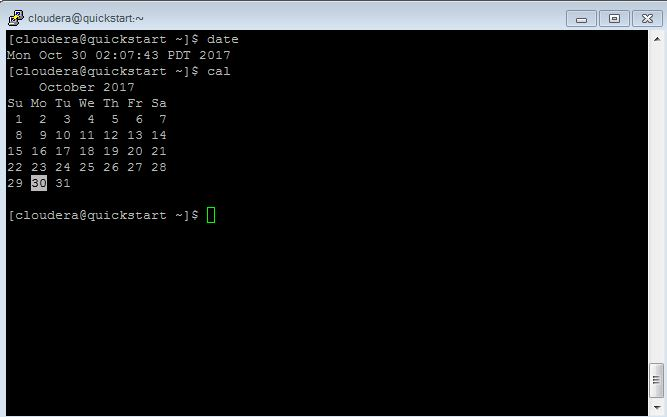 cloudera@quickstart:~
[cloudera@quickstart ~]$ date
Mon Oct 30 02:07:43 PDT 2017
[cloudera@quickstart ~]$ cal
    October 2017
Su Mo Tu We Th Fr Sa
 1  2  3  4  5  6  7
 8  9 10 11 12 13 14
15 16 17 18 19 20 21
22 23 24 25 26 27 28
29 30 31
[cloudera@quickstart ~]$